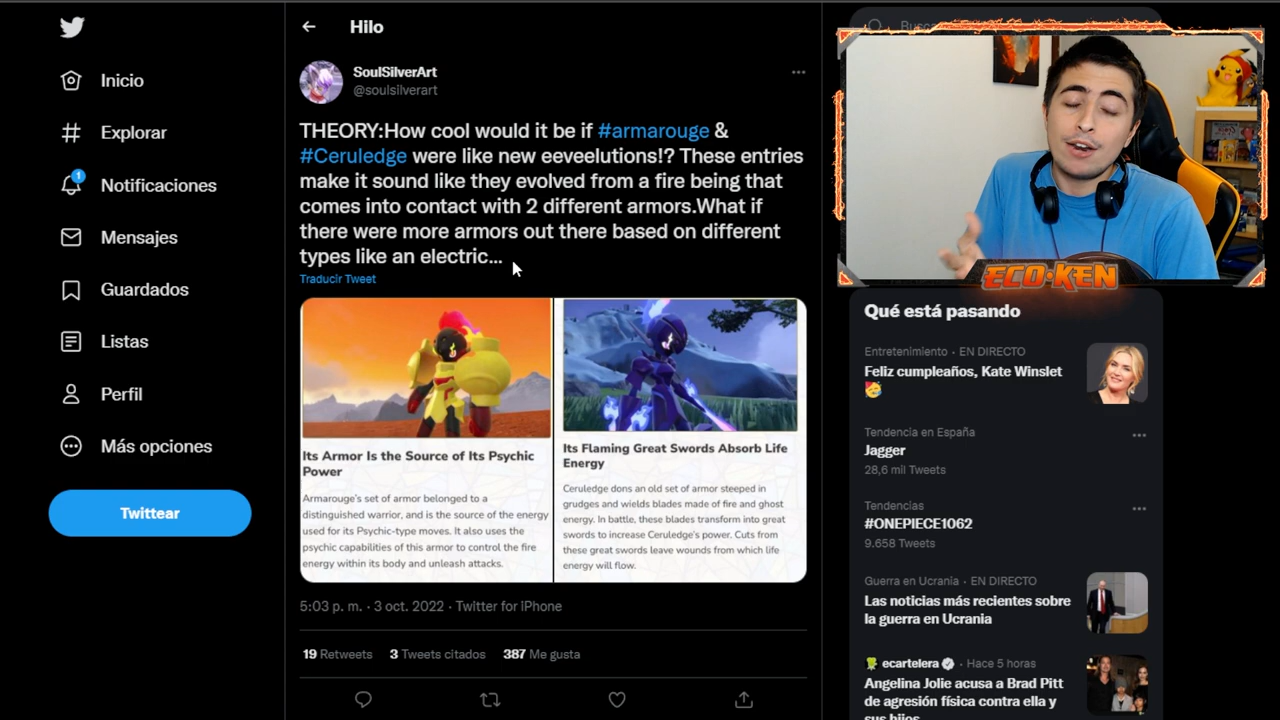 Hilo
Inicio
Explorar
1
Notificaciones
Mensajes
Guardados
Listas
Perfil
Más opciones
Twittear
SoulSilverArt
@soulsilverart
THEORY:How cool would it be if #armarouge &
#Ceruledge were like new eeveelutions!? These entries
make it sound like they evolved from a fire being that
comes into contact with 2 different armors.What if
there were more armors out there based on different
types like an electric...
Traducir Tweet
Its Armor Is the Source of Its Psychic
Power
Armarouge's set of armor belonged to a
distinguished warrior, and is the source of the energy
used for its Psychic-type moves. It also uses the
psychic capabilities of this armor to control the fire
energy within its body and unleash attacks.
Its Flaming Great Swords Absorb Life
Energy
Ceruledge dons an old set of armor steeped in
grudges and wields blades made of fire and ghost
energy. In battle, these blades transform into great
swords to increase Ceruledge's power. Cuts from
these great swords leave wounds from which life
energy will flow.
5:03 p. m. · 3 oct. 2022 · Twitter for iPhone
19 Retweets 3 Tweets citados 387 Me gusta
ECO·KEN
Qué está pasando
Entretenimiento · EN DIRECTO
Feliz cumpleaños, Kate Winslet
🥳
Tendencia en España
Jagger
28,6 mil Tweets
Tendencias
#ONEPIECE1062
9.658 Tweets
Guerra en Ucrania · EN DIRECTO
Las noticias más recientes sobre
la guerra en Ucrania
ecartelera · Hace 5 horas
Angelina Jolie acusa a Brad Pitt
de agresión física contra ella y
sus hijos